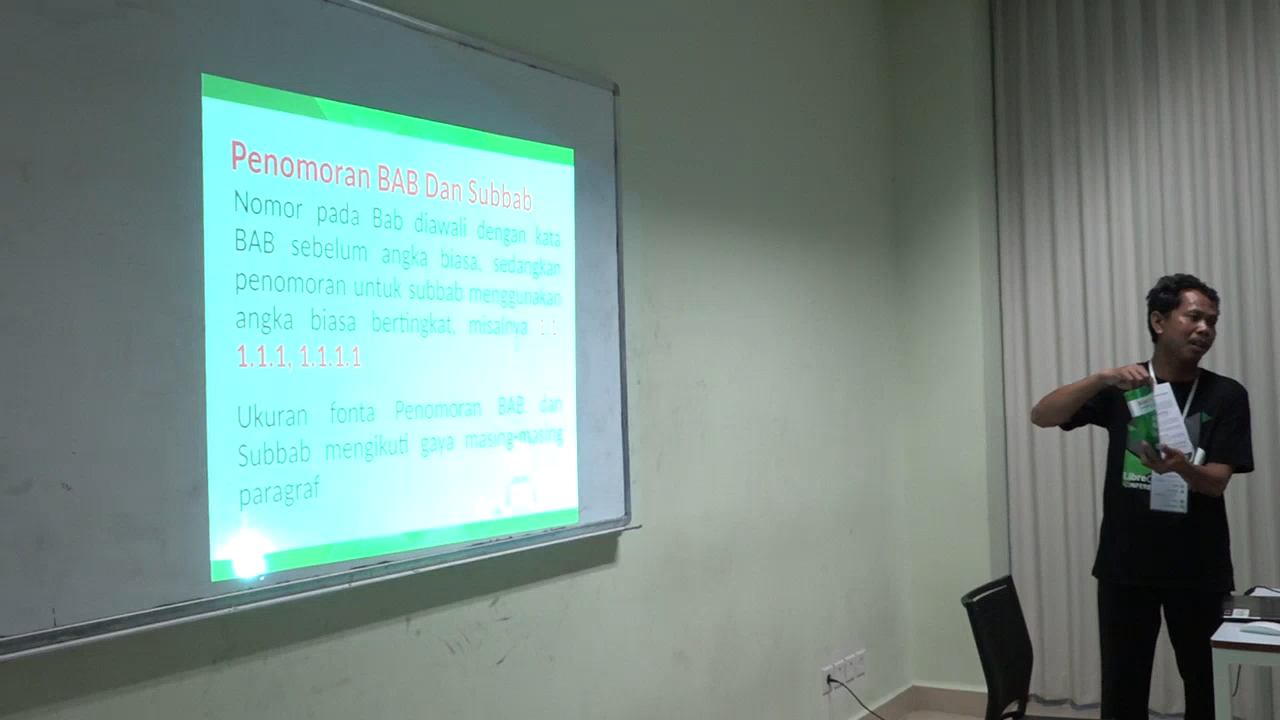 Penomoran BAB Dan Subbab
Nomor pada Bab diawali dengan kata
BAB sebelum angka biasa, sedangkan
penomoran untuk subbab menggunakan
angka biasa bertingkat, misalnya 1.1
1.1.1, 1.1.1.1
Ukuran fonta Penomoran BAB dan
Subbab mengikuti gaya masing-masing
paragraf